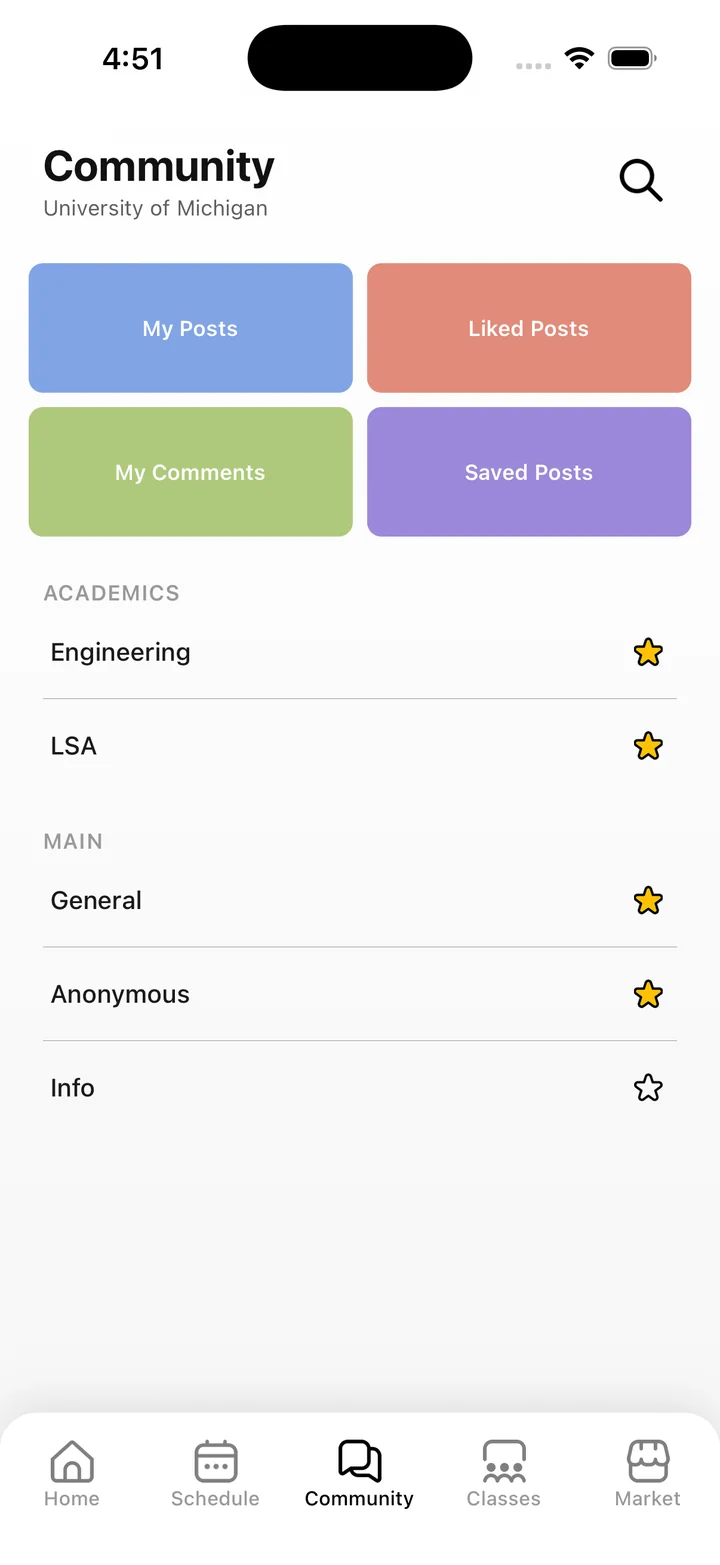 4:51
Community
University of Michigan
My Posts
Liked Posts
My Comments
Saved Posts
ACADEMICS
Engineering
LSA
MAIN
General
Anonymous
Info
Home
Schedule
Community
Classes
Market